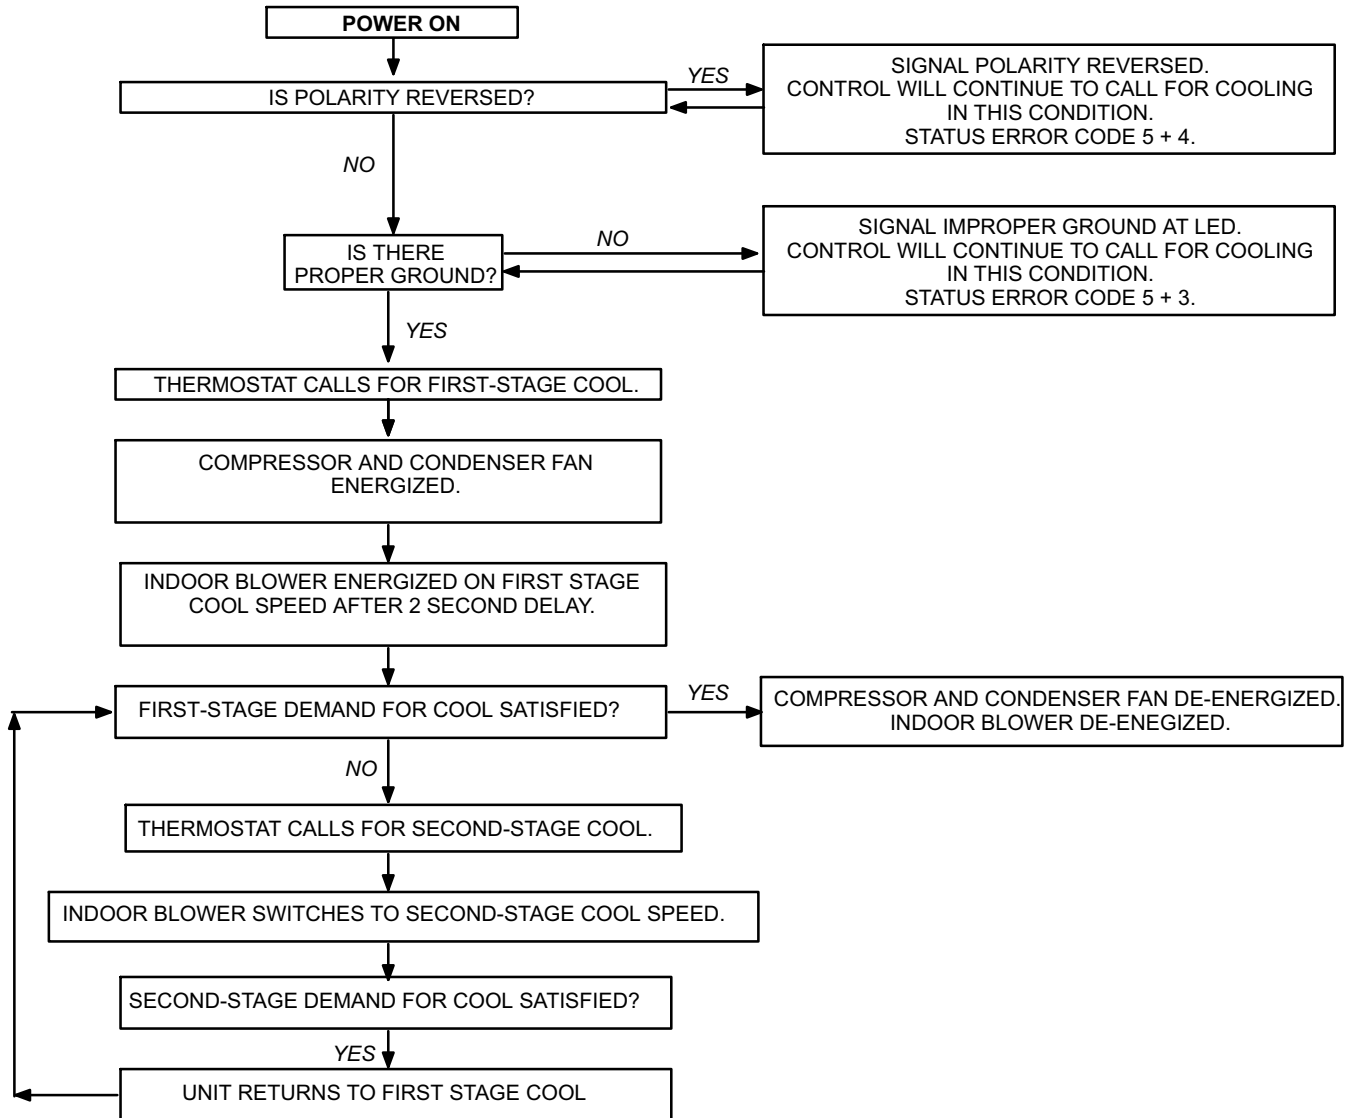 POWER ON
IS POLARITY REVERSED?
YES
SIGNAL POLARITY REVERSED.
CONTROL WILL CONTINUE TO CALL FOR COOLING
IN THIS CONDITION.
STATUS ERROR CODE 5 + 4.
NO
IS THERE
PROPER GROUND?
NO
SIGNAL IMPROPER GROUND AT LED.
CONTROL WILL CONTINUE TO CALL FOR COOLING
IN THIS CONDITION.
STATUS ERROR CODE 5 + 3.
YES
THERMOSTAT CALLS FOR FIRST-STAGE COOL.
COMPRESSOR AND CONDENSER FAN
ENERGIZED.
INDOOR BLOWER ENERGIZED ON FIRST STAGE
COOL SPEED AFTER 2 SECOND DELAY.
FIRST-STAGE DEMAND FOR COOL SATISFIED?
YES
COMPRESSOR AND CONDENSER FAN DE-ENERGIZED.
INDOOR BLOWER DE-ENEGIZED.
NO
THERMOSTAT CALLS FOR SECOND-STAGE COOL.
INDOOR BLOWER SWITCHES TO SECOND-STAGE COOL SPEED.
SECOND-STAGE DEMAND FOR COOL SATISFIED?
YES
UNIT RETURNS TO FIRST STAGE COOL